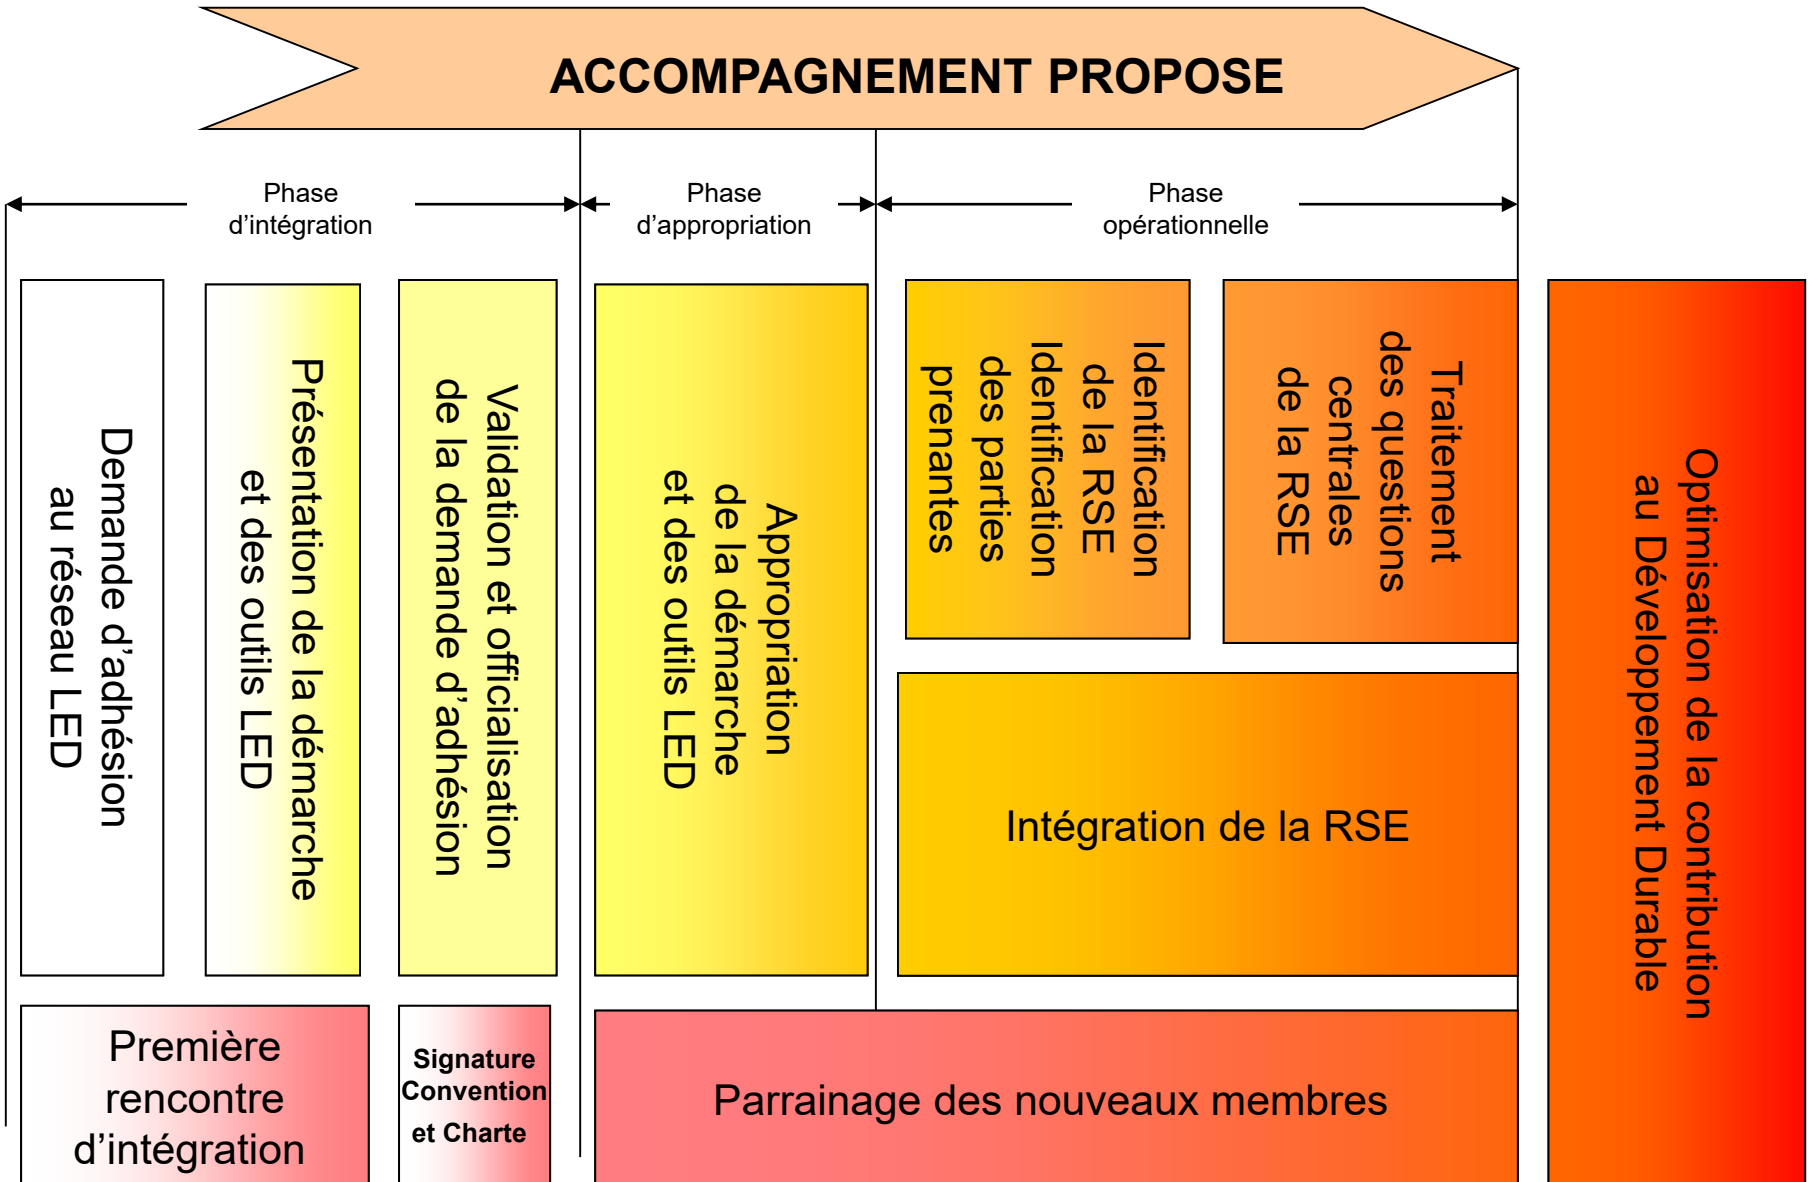 ACCOMPAGNEMENT PROPOSE
Phase
d’intégration
Phase
d’appropriation
Phase
opérationnelle
Demande d’adhésion
au réseau LED
Présentation de la démarche
et des outils LED
Validation et officialisation
de la demande d’adhésion
Appropriation
de la démarche
et des outils LED
Identification
de la RSE
Identification
des parties
prenantes
Traitement
des questions
centrales
de la RSE
Optimisation de la contribution
au Développement Durable
Intégration de la RSE
Première
rencontre
d’intégration
Signature
Convention
et Charte
Parrainage des nouveaux membres